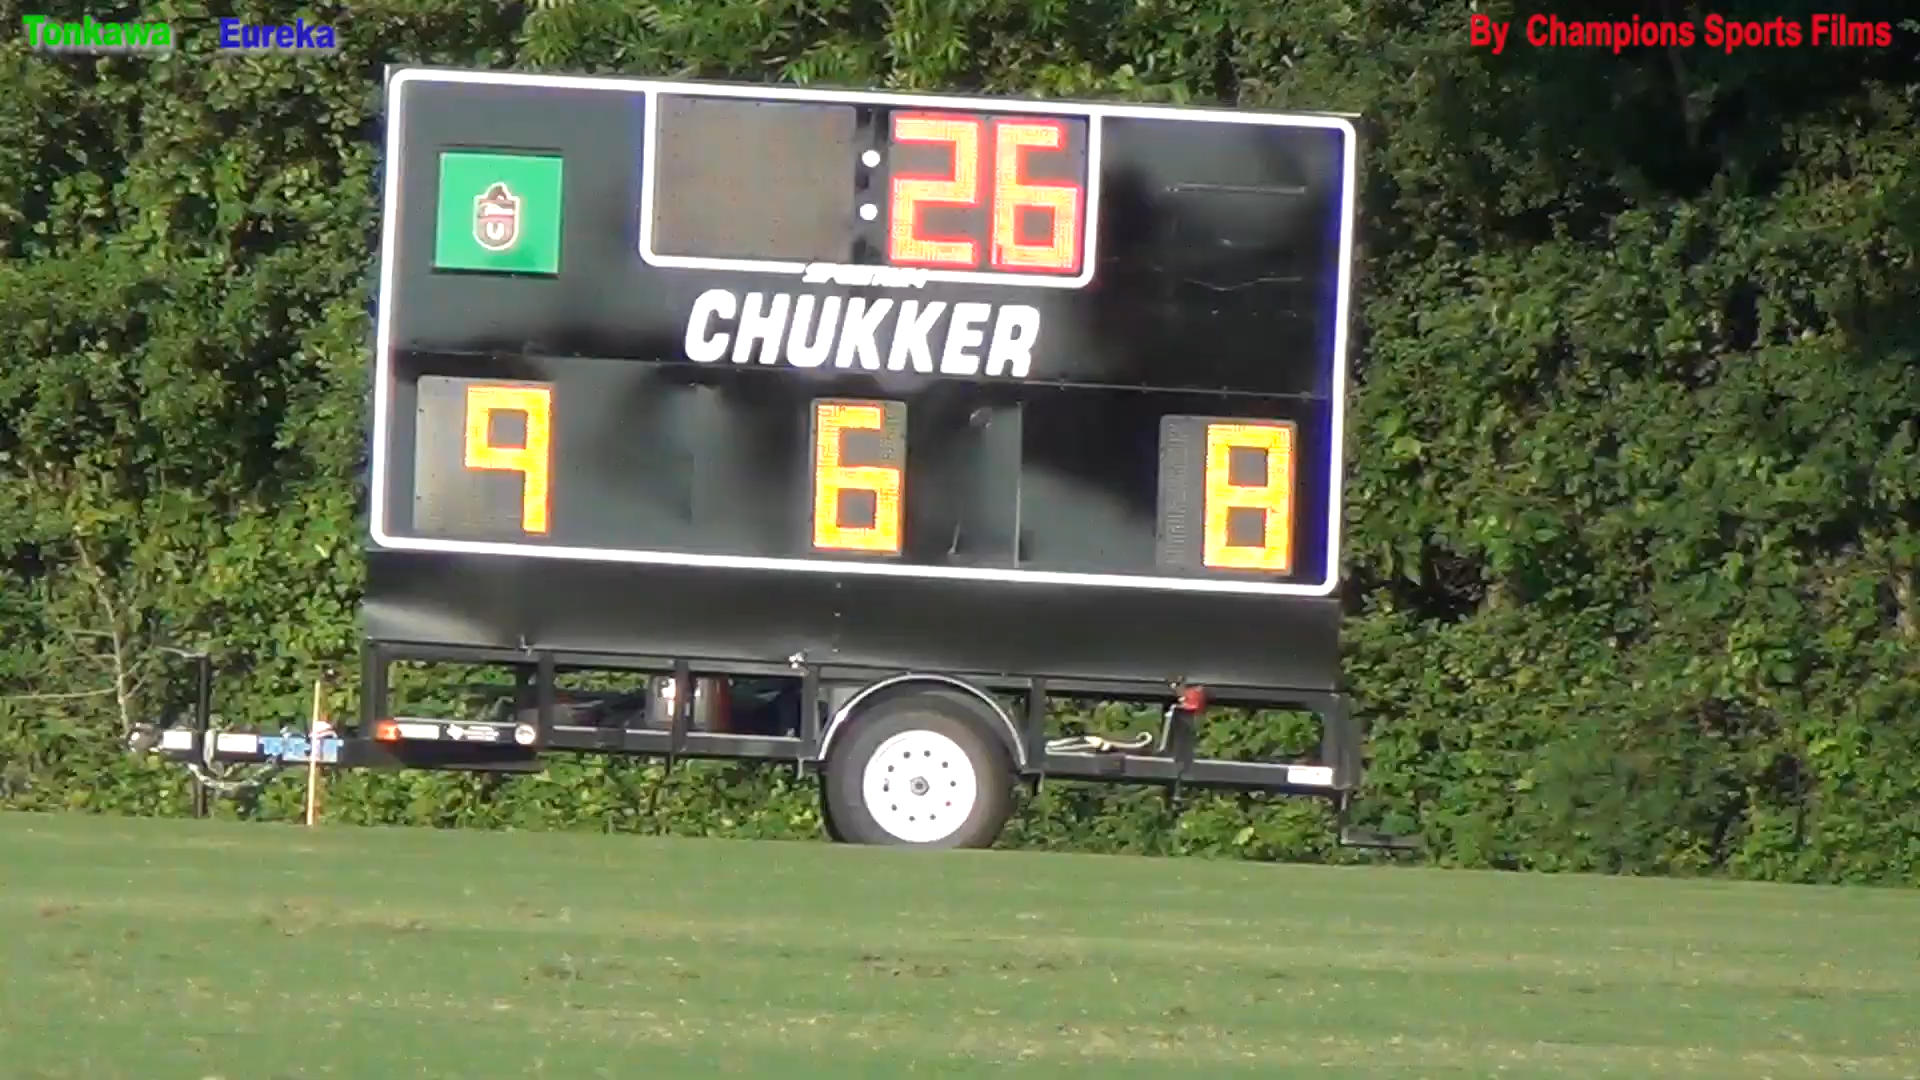 Tonkawa Eureka
By Champions Sports Films
:26
CHUKKER
9 6 8